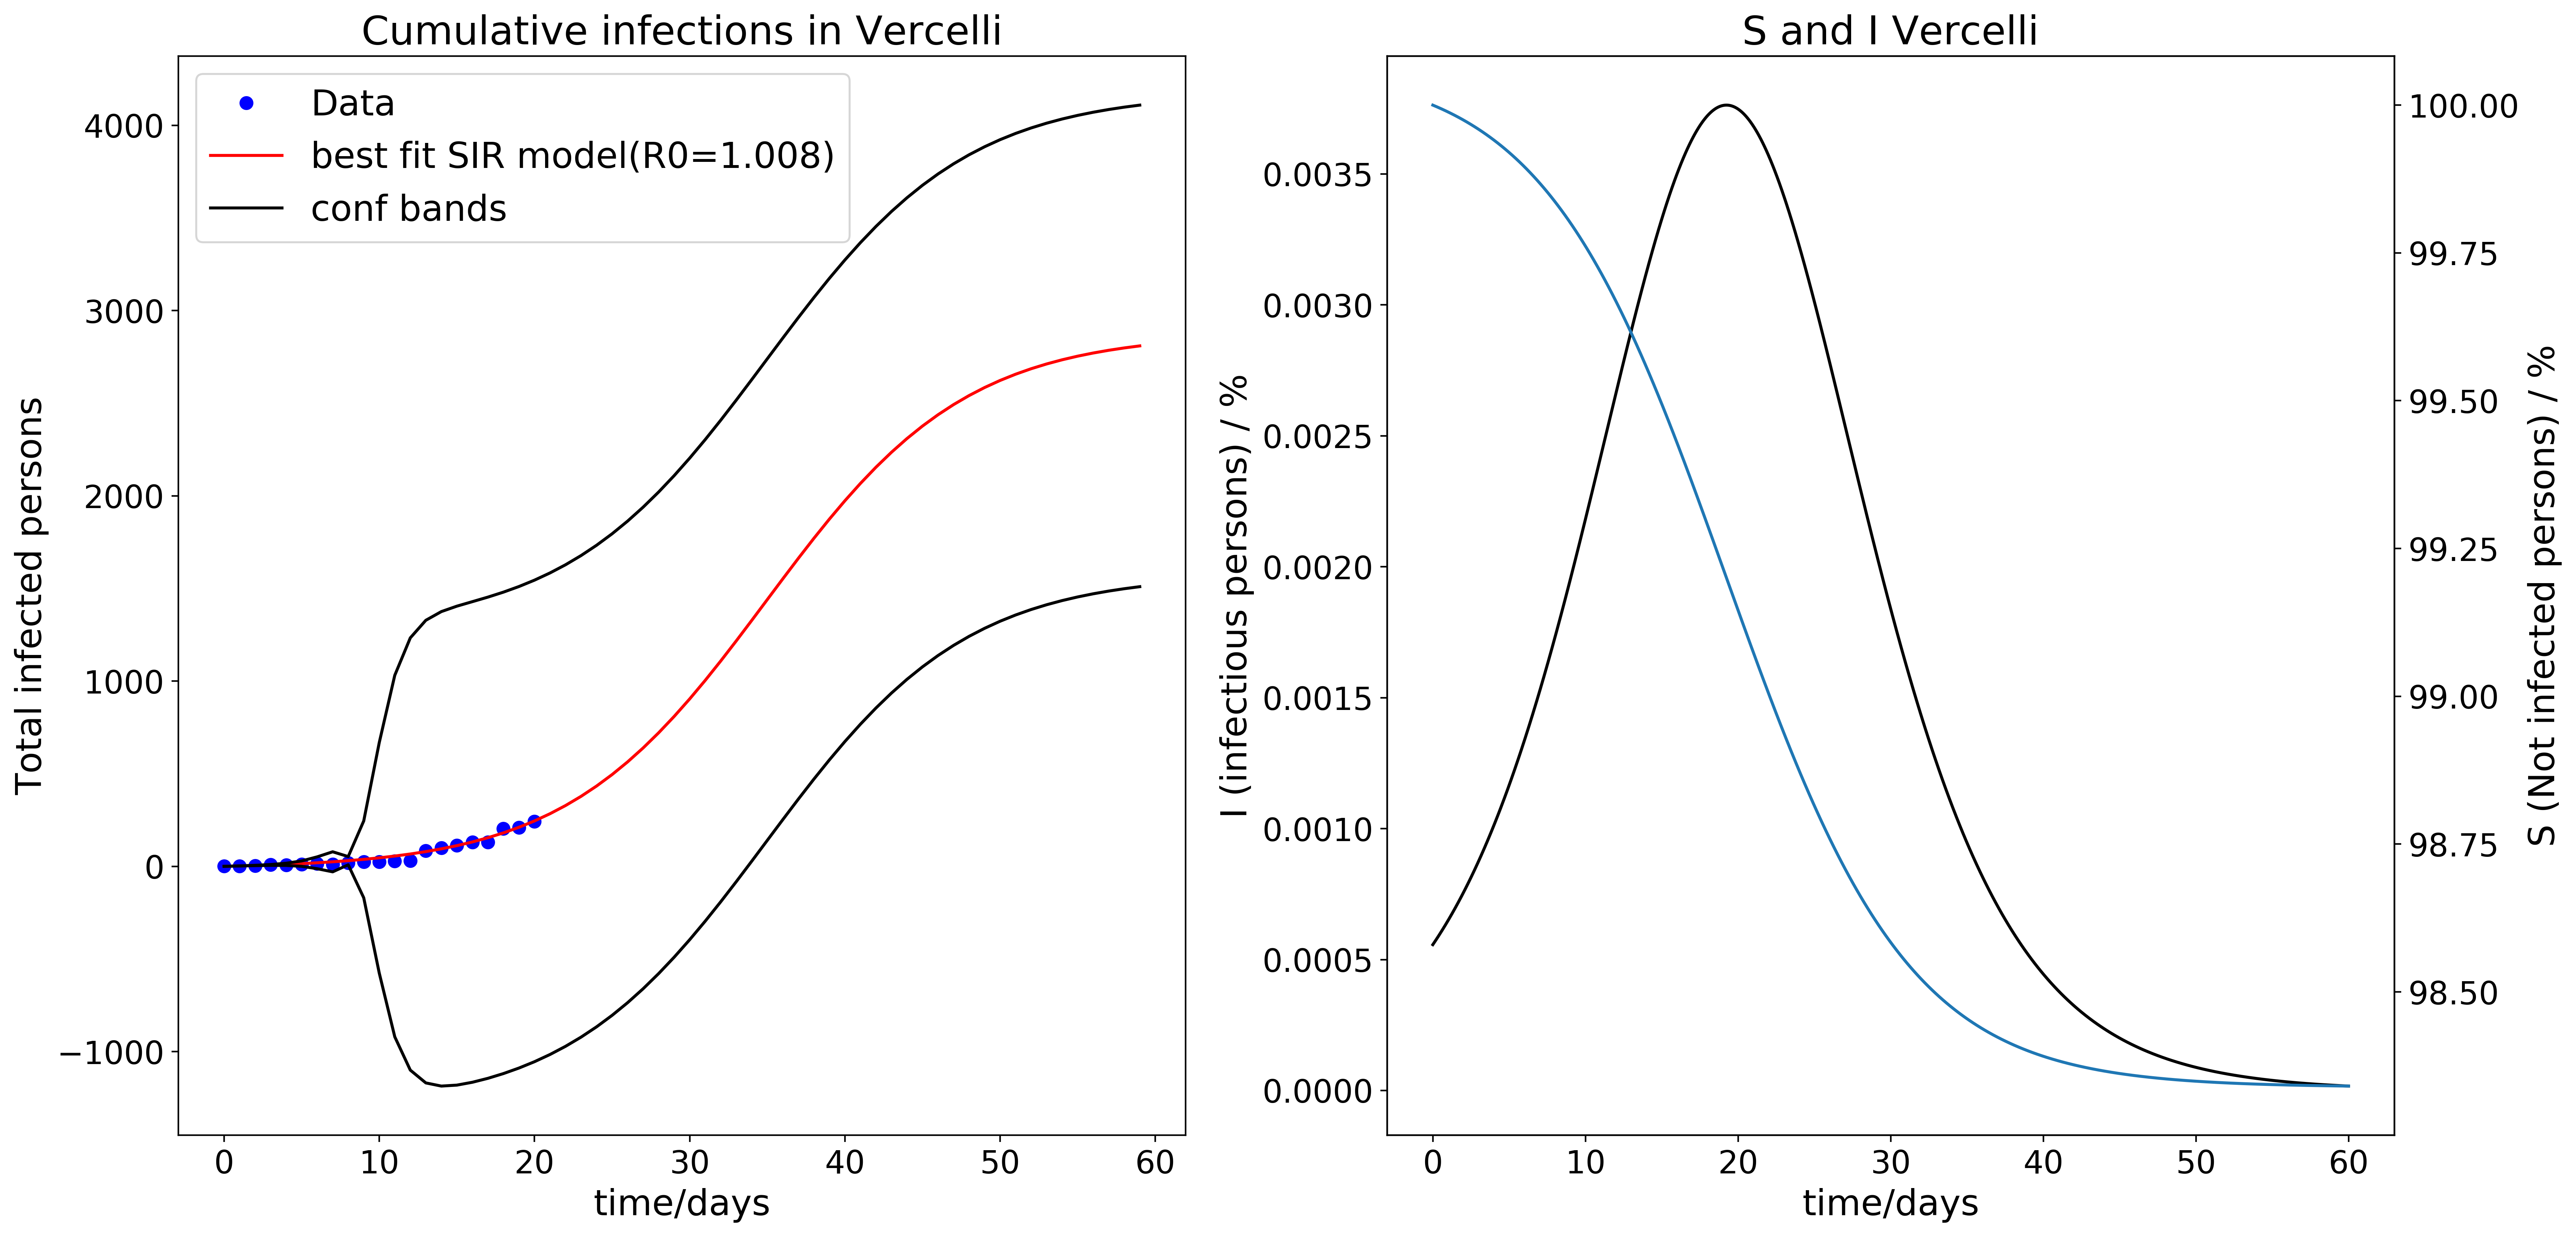 Cumulative infections in Vercelli
Data
best fit SIR model(R0=1.008)
conf bands
Total infected persons
4000
3000
2000
1000
0
−1000
0 10 20 30 40 50 60
time/days
S and I Vercelli
I (infectious persons) / %
0.0035
0.0030
0.0025
0.0020
0.0015
0.0010
0.0005
0.0000
0 10 20 30 40 50 60
time/days
100.00
99.75
99.50
99.25
99.00
98.75
98.50
S (Not infected persons) / %